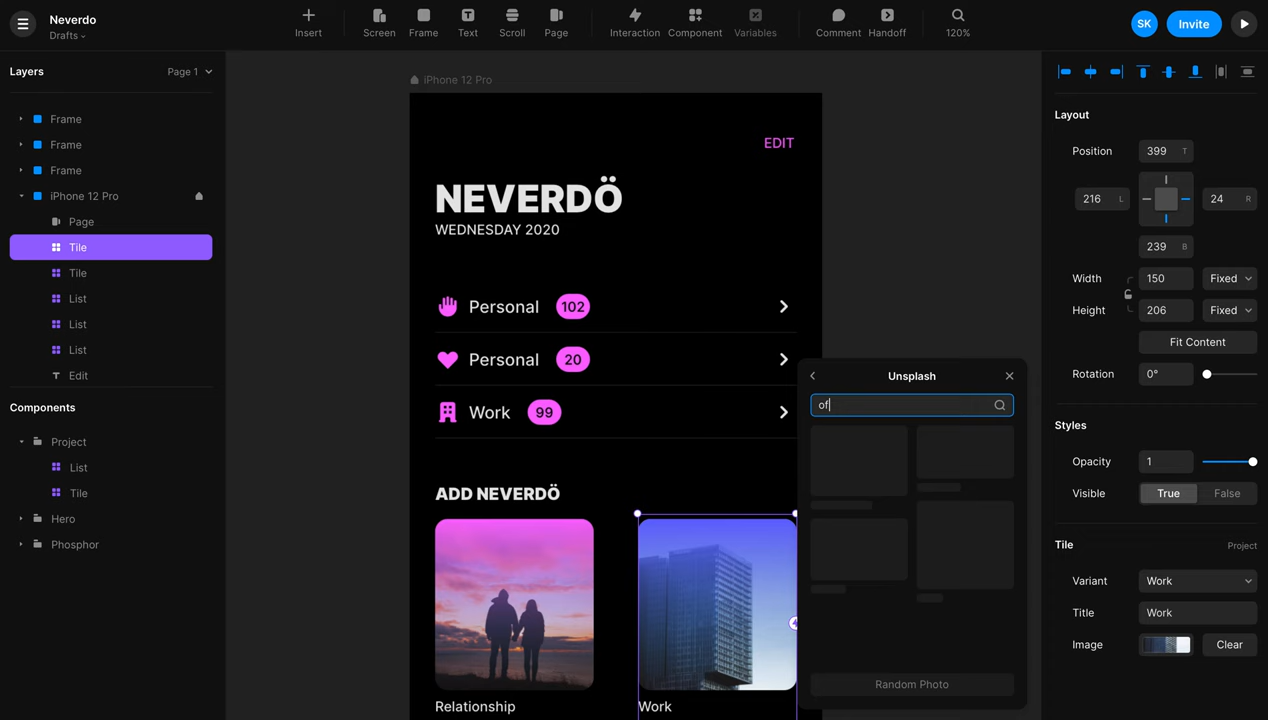 Neverdo
Drafts
Insert
Screen
Frame
Text
Scroll
Page
Interaction
Component
Variables
Comment
Handoff
120%
SK
Invite
Layers
Page 1
Frame
Frame
Frame
iPhone 12 Pro
Page
Tile
Tile
List
List
List
Edit
Components
Project
List
Tile
Hero
Phosphor
iPhone 12 Pro
EDIT
NEVERDÖ
WEDNESDAY 2020
Personal 102
Personal 20
Work 99
ADD NEVERDÖ
Relationship
Work
Unsplash
of
Random Photo
Layout
Position 399 T
216 L
24 R
239 B
Width 150 Fixed
Height 206 Fixed
Fit Content
Rotation 0°
Styles
Opacity 1
Visible True False
Tile Project
Variant Work
Title Work
Image Clear